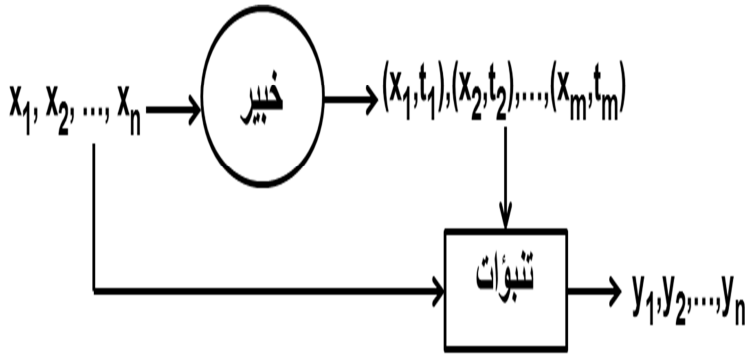 x₁, x₂, ..., xₙ
خبير
(x₁,t₁),(x₂,t₂),...,(xₘ,tₘ)
تنبؤات
y₁,y₂,...,yₙ